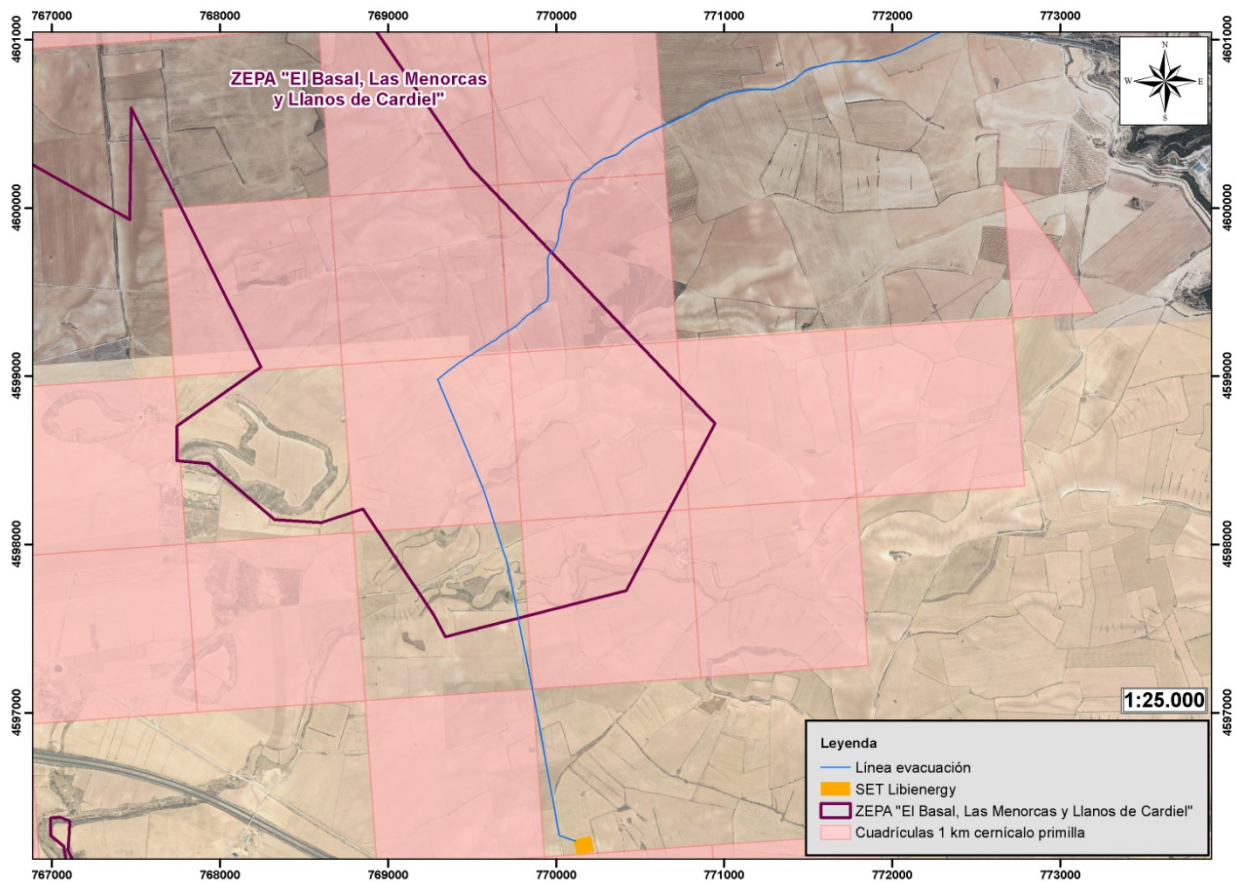 767000 768000 769000 770000 771000 772000 773000
4601000 4601000
ZEPA "El Basal, Las Menorcas
y Llanos de Cardiel"
N
W E
S
4600000 4600000
4599000 4599000
4598000 4598000
4597000 4597000
1:25.000
Leyenda
Línea evacuación
SET Libienergy
ZEPA "El Basal, Las Menorcas y Llanos de Cardiel"
Cuadrículas 1 km cernícalo primilla
767000 768000 769000 770000 771000 772000 773000